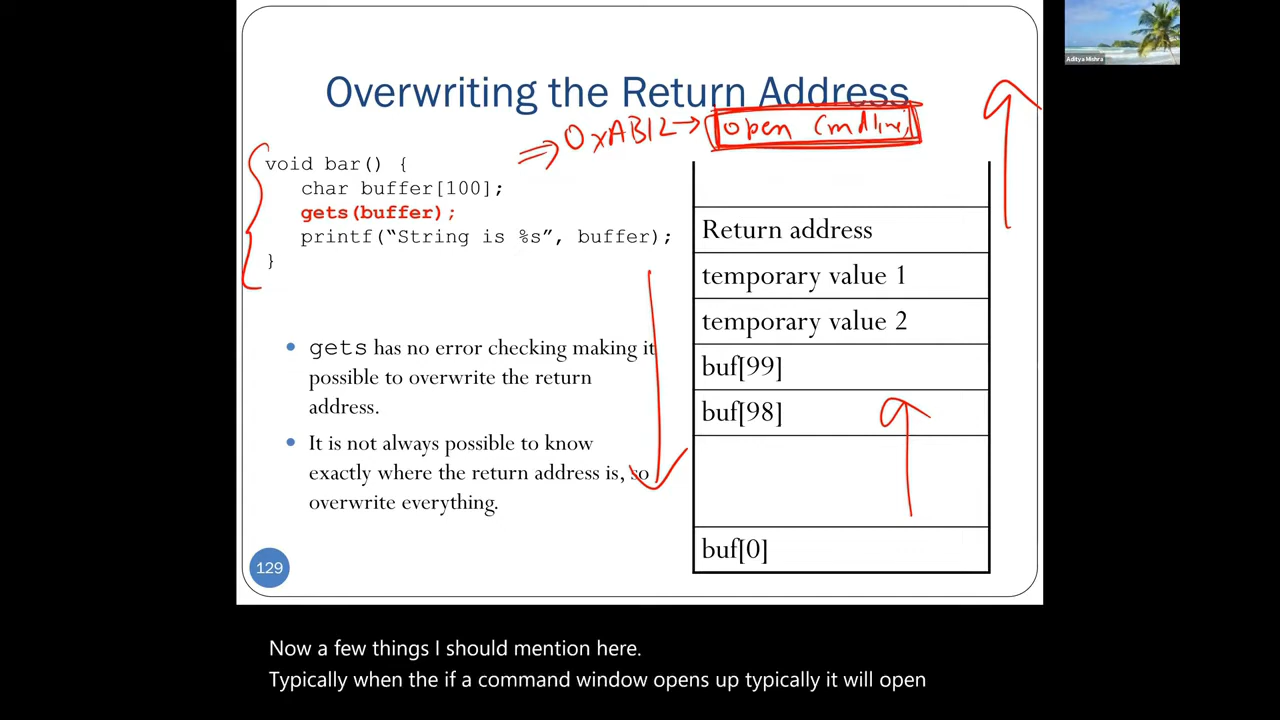 Aditya Mishra
Overwriting the Return Address
⇒ 0xAB12 → open Cmdline;
void bar() {
char buffer[100];
gets(buffer);
printf(“String is %s”, buffer);
}
• gets has no error checking making it
possible to overwrite the return
address.
• It is not always possible to know
exactly where the return address is, so
overwrite everything.
Return address
temporary value 1
temporary value 2
buf[99]
buf[98]
buf[0]
129
Now a few things I should mention here.
Typically when the if a command window opens up typically it will open